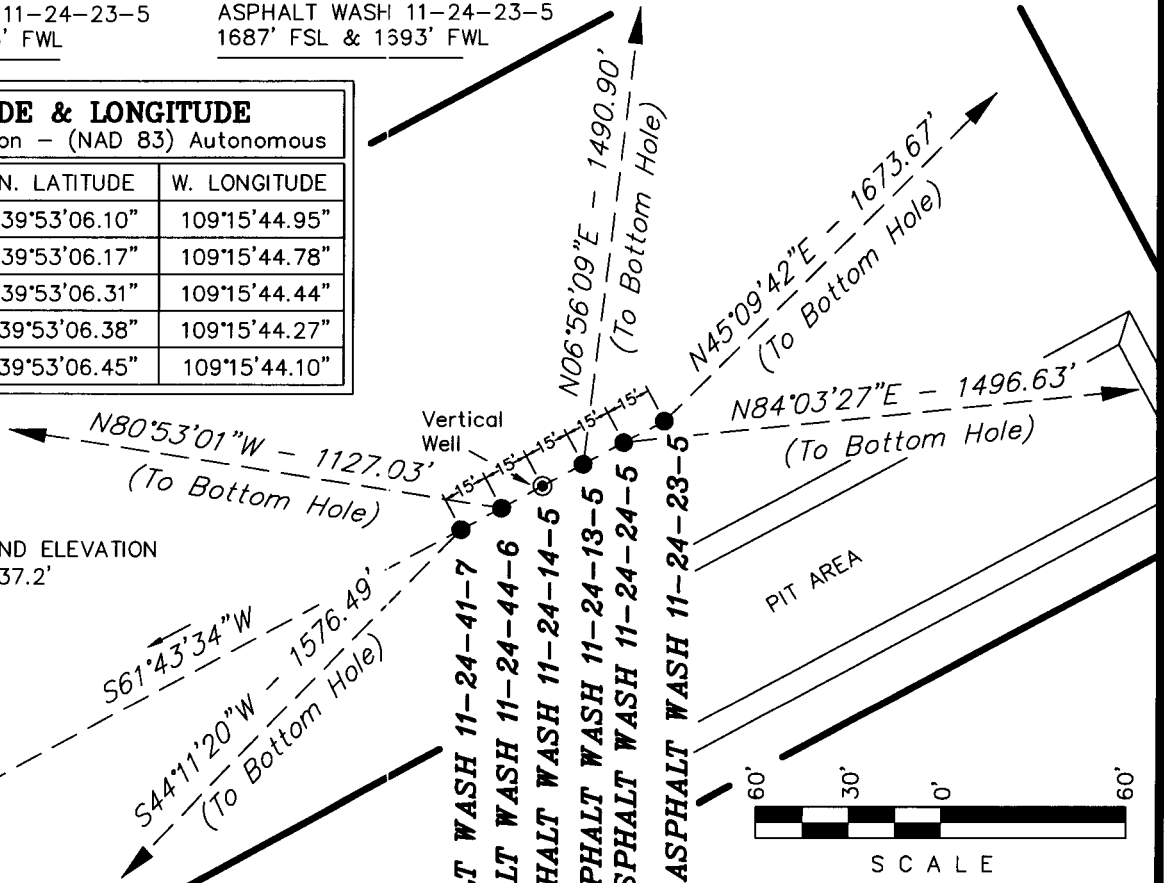 11-24-23-5
' FWL
ASPHALT WASH 11-24-23-5
1687' FSL & 1693' FWL
DE & LONGITUDE
on - (NAD 83) Autonomous
N. LATITUDE W. LONGITUDE
39°53'06.10" 109°15'44.95"
39°53'06.17" 109°15'44.78"
39°53'06.31" 109°15'44.44"
39°53'06.38" 109°15'44.27"
39°53'06.45" 109°15'44.10"
N06°56'09"E - 1490.90'
(To Bottom Hole)
N45°09'42"E - 1673.67'
(To Bottom Hole)
N84°03'27"E - 1496.63'
(To Bottom Hole)
N80°53'01"W - 1127.03'
(To Bottom Hole)
Vertical
Well
15'
15'
15'
15'
15'
ND ELEVATION
37.2'
S61°43'34"W
S44°11'20"W - 1576.49'
(To Bottom Hole)
LT WASH 11-24-41-7
LT WASH 11-24-44-6
HALT WASH 11-24-14-5
PHALT WASH 11-24-13-5
SPHALT WASH 11-24-24-5
ASPHALT WASH 11-24-23-5
PIT AREA
60' 30' 0' 60'
SCALE